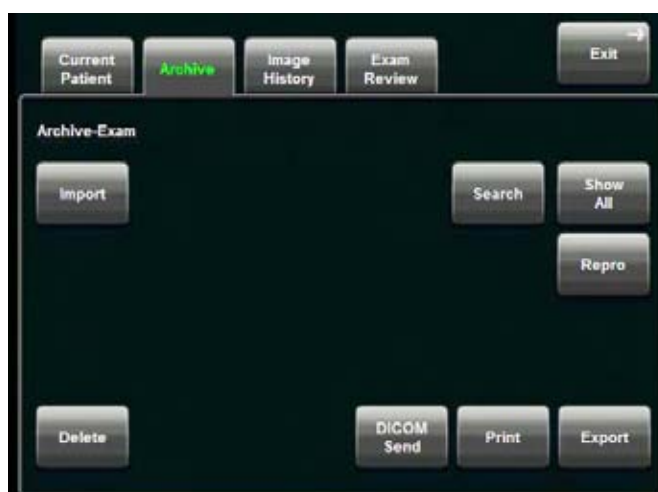 Current
Patient
Archive
Image
History
Exam
Review
Exit
Archive-Exam
Import
Search
Show
All
Repro
Delete
DICOM
Send
Print
Export